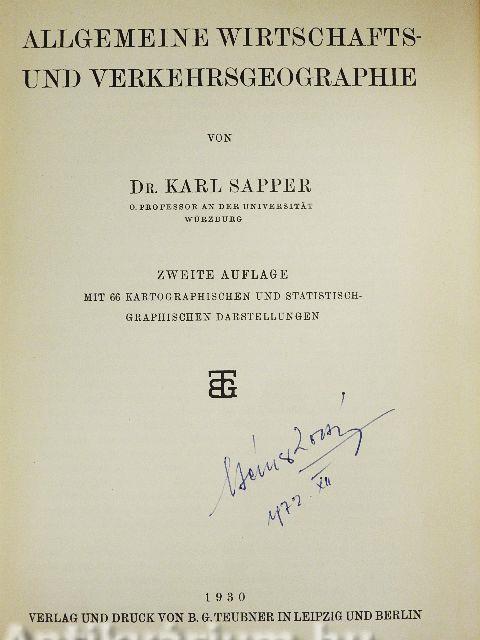 ALLGEMEINE WIRTSCHAFTS-
UND VERKEHRSGEOGRAPHIE
VON
DR. KARL SAPPER
O. PROFESSOR AN DER UNIVERSITÄT
WÜRZBURG
ZWEITE AUFLAGE
MIT 66 KARTOGRAPHISCHEN UND STATISTISCH-
GRAPHISCHEN DARSTELLUNGEN
BTG
1972. XII
1930
VERLAG UND DRUCK VON B. G. TEUBNER IN LEIPZIG UND BERLIN